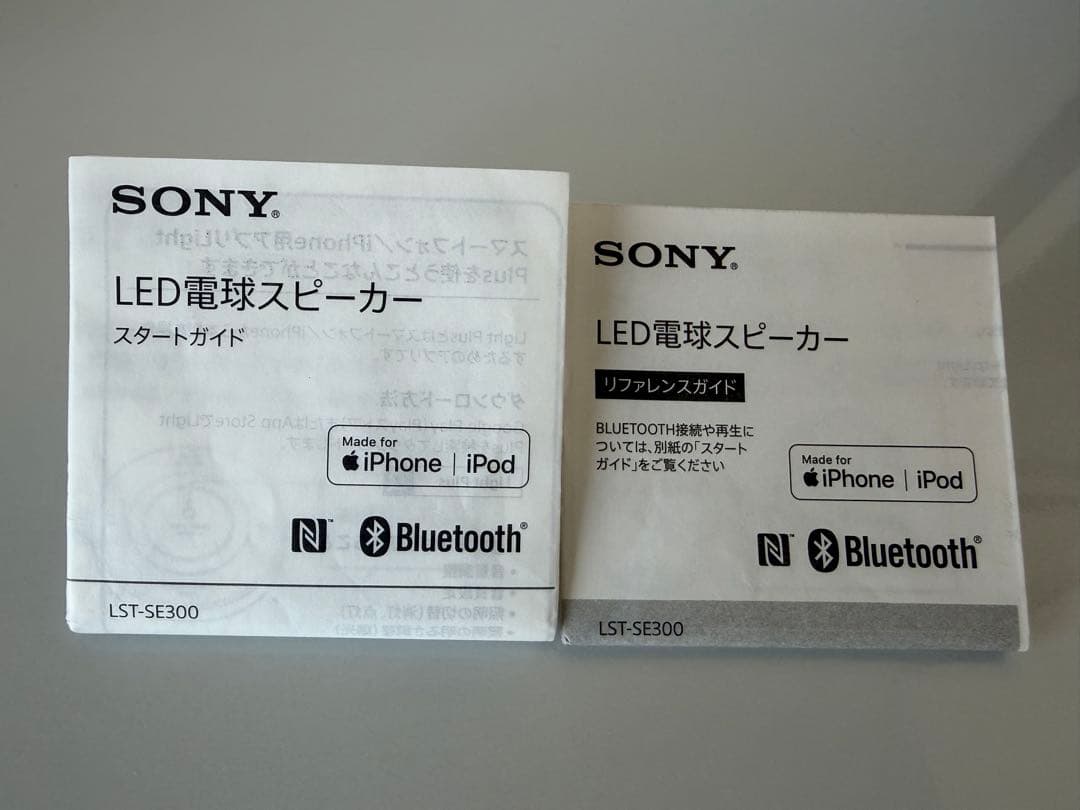 SONY®
LED電球スピーカー
スタートガイド
Made for
iPhone | iPod
Bluetooth®
LST-SE300
SONY®
LED電球スピーカー
リファレンスガイド
BLUETOOTH接続や再生に
ついては、別紙の「スタート
ガイド」をご覧ください
Made for
iPhone | iPod
Bluetooth®
LST-SE300